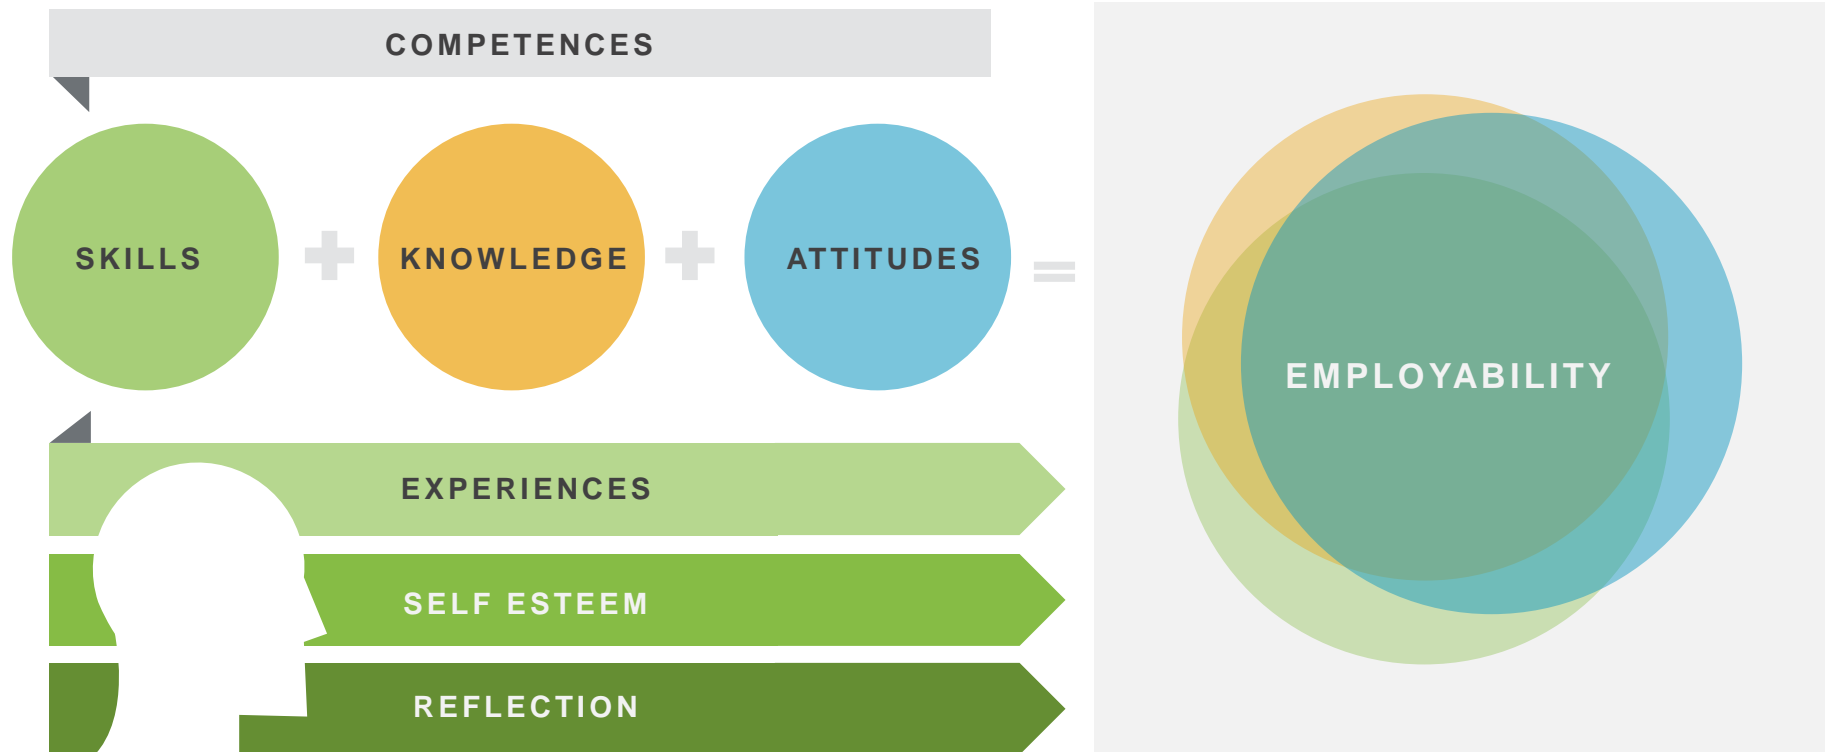 COMPETENCES
SKILLS + KNOWLEDGE + ATTITUDES =
EMPLOYABILITY
EXPERIENCES
SELF ESTEEM
REFLECTION